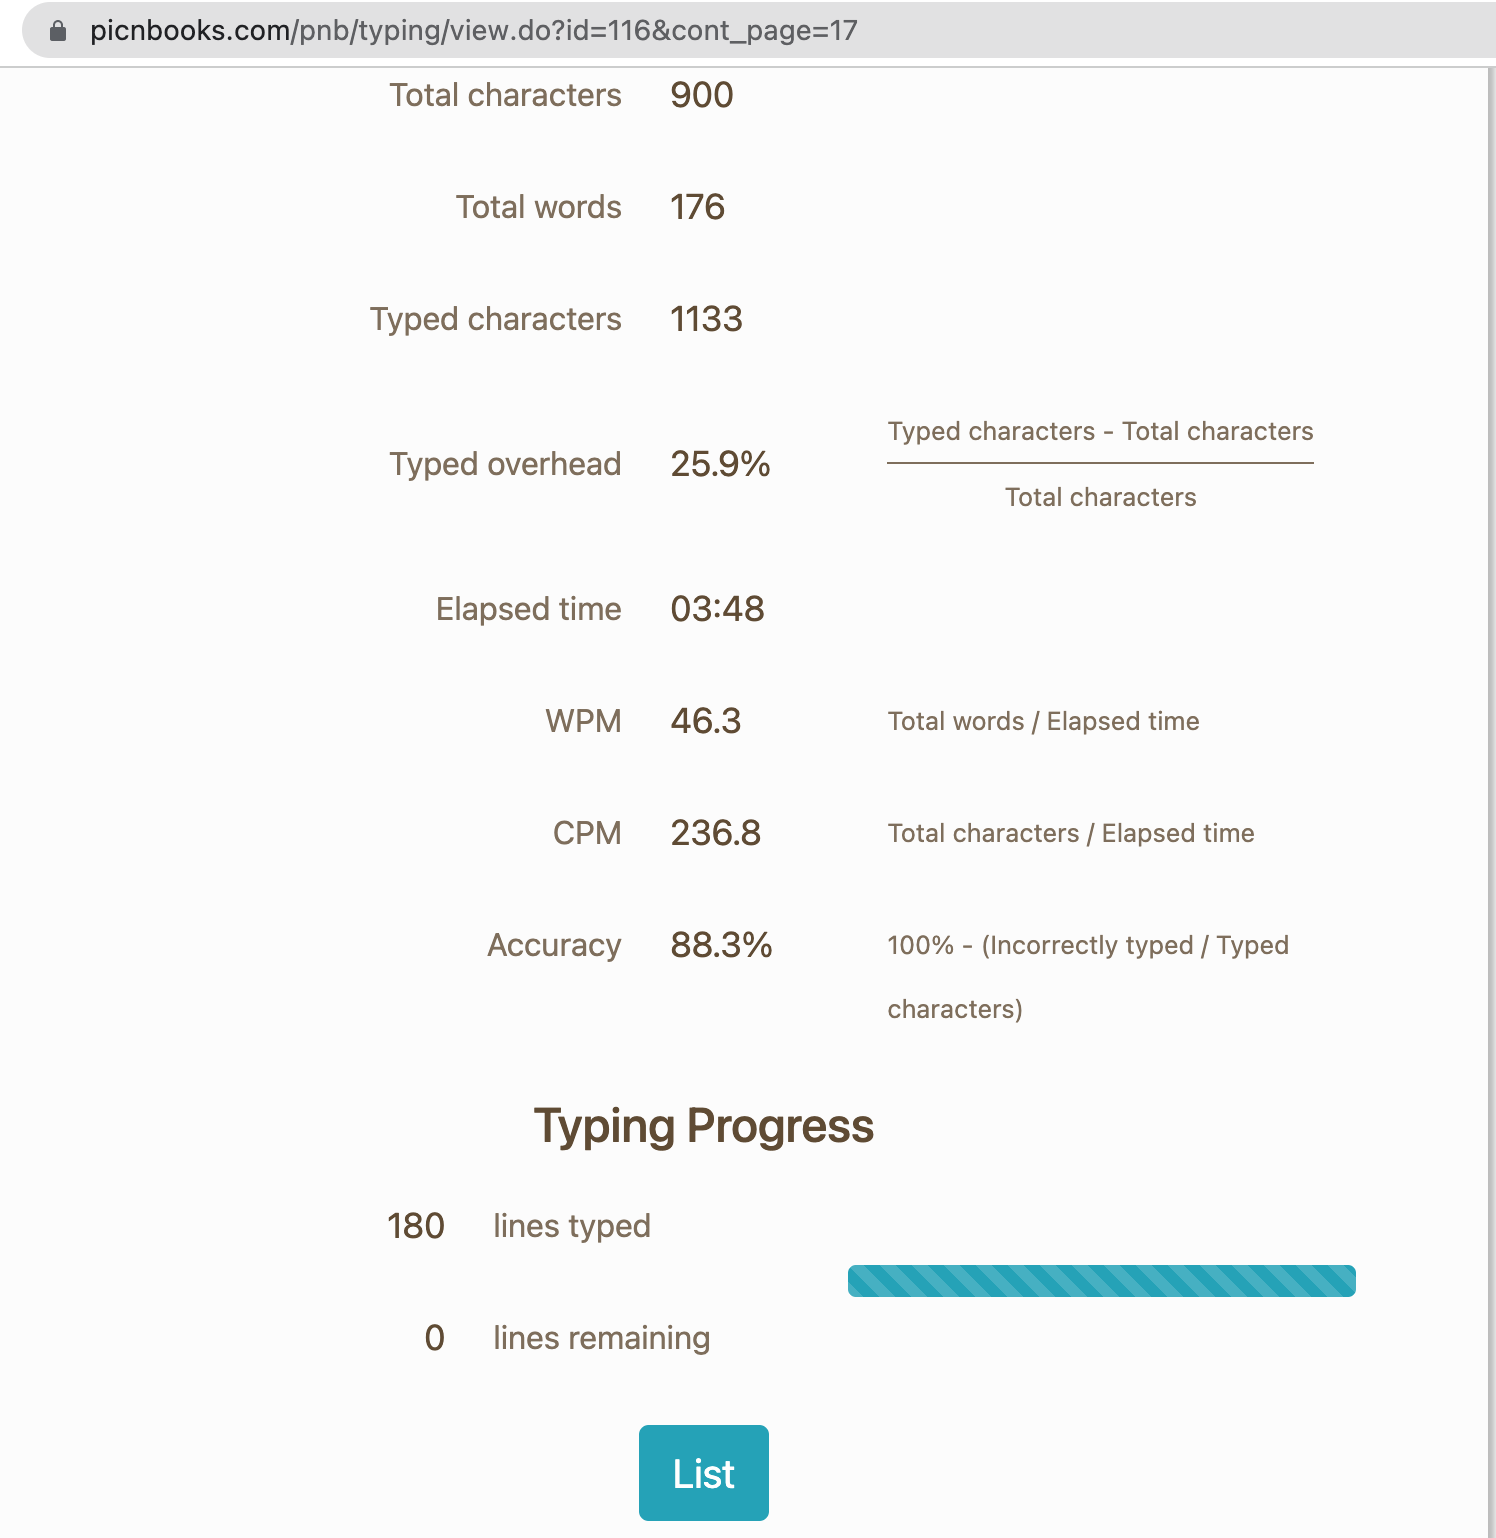 picnbooks.com/pnb/typing/view.do?id=116&cont_page=17
Total characters 900
Total words 176
Typed characters 1133
Typed overhead 25.9% Typed characters - Total characters
Total characters
Elapsed time 03:48
WPM 46.3 Total words / Elapsed time
CPM 236.8 Total characters / Elapsed time
Accuracy 88.3% 100% - (Incorrectly typed / Typed
characters)
Typing Progress
180 lines typed
0 lines remaining
List